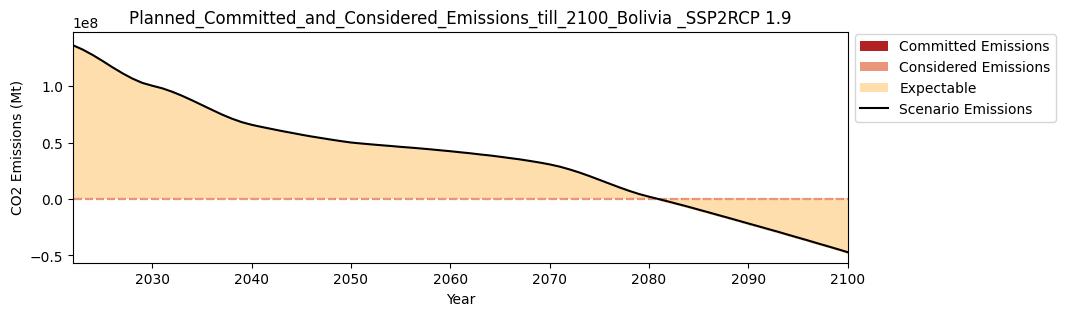 Planned_Committed_and_Considered_Emissions_till_2100_Bolivia _SSP2RCP 1.9
1e8
CO2 Emissions (Mt)
1.0
0.5
0.0
−0.5
2030 2040 2050 2060 2070 2080 2090 2100
Year
Committed Emissions
Considered Emissions
Expectable
Scenario Emissions